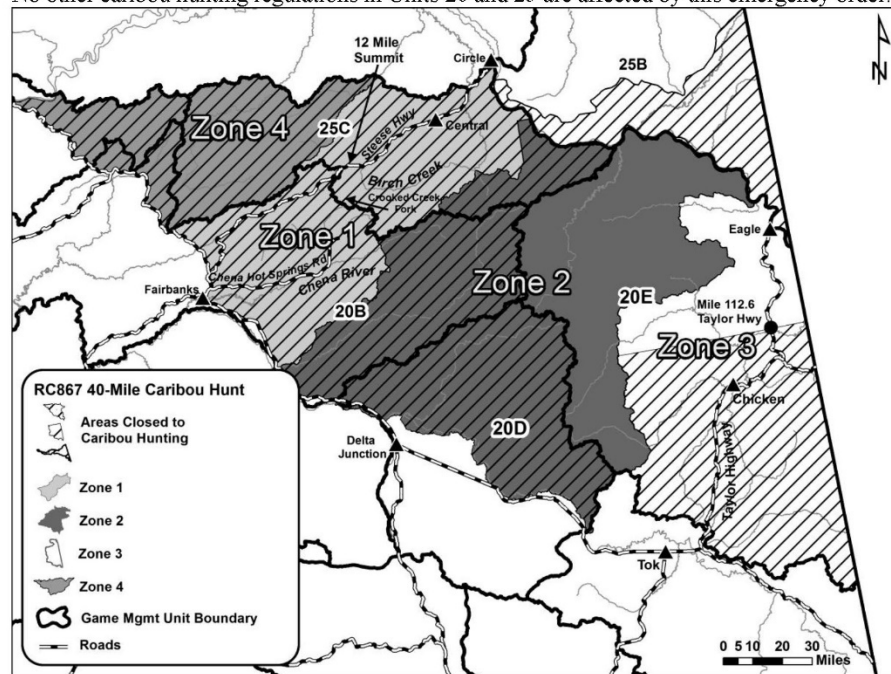 No other caribou hunting regulations in Units 20 and 25 are affected by this emergency order.
12 Mile
Summit
Circle
25B
N
Zone 4
25C
Steese Hwy
Central
Birch Creek
Crooked Creek
Fork
Zone 1
Chena Hot Springs Rd
Chena River
Fairbanks
20B
Zone 2
20E
Eagle
Mile 112.6
Taylor Hwy
Zone 3
Chicken
Taylor Highway
20D
Delta
Junction
Tok
RC867 40-Mile Caribou Hunt
Areas Closed to
Caribou Hunting
Zone 1
Zone 2
Zone 3
Zone 4
Game Mgmt Unit Boundary
Roads
0 5 10 20 30
Miles